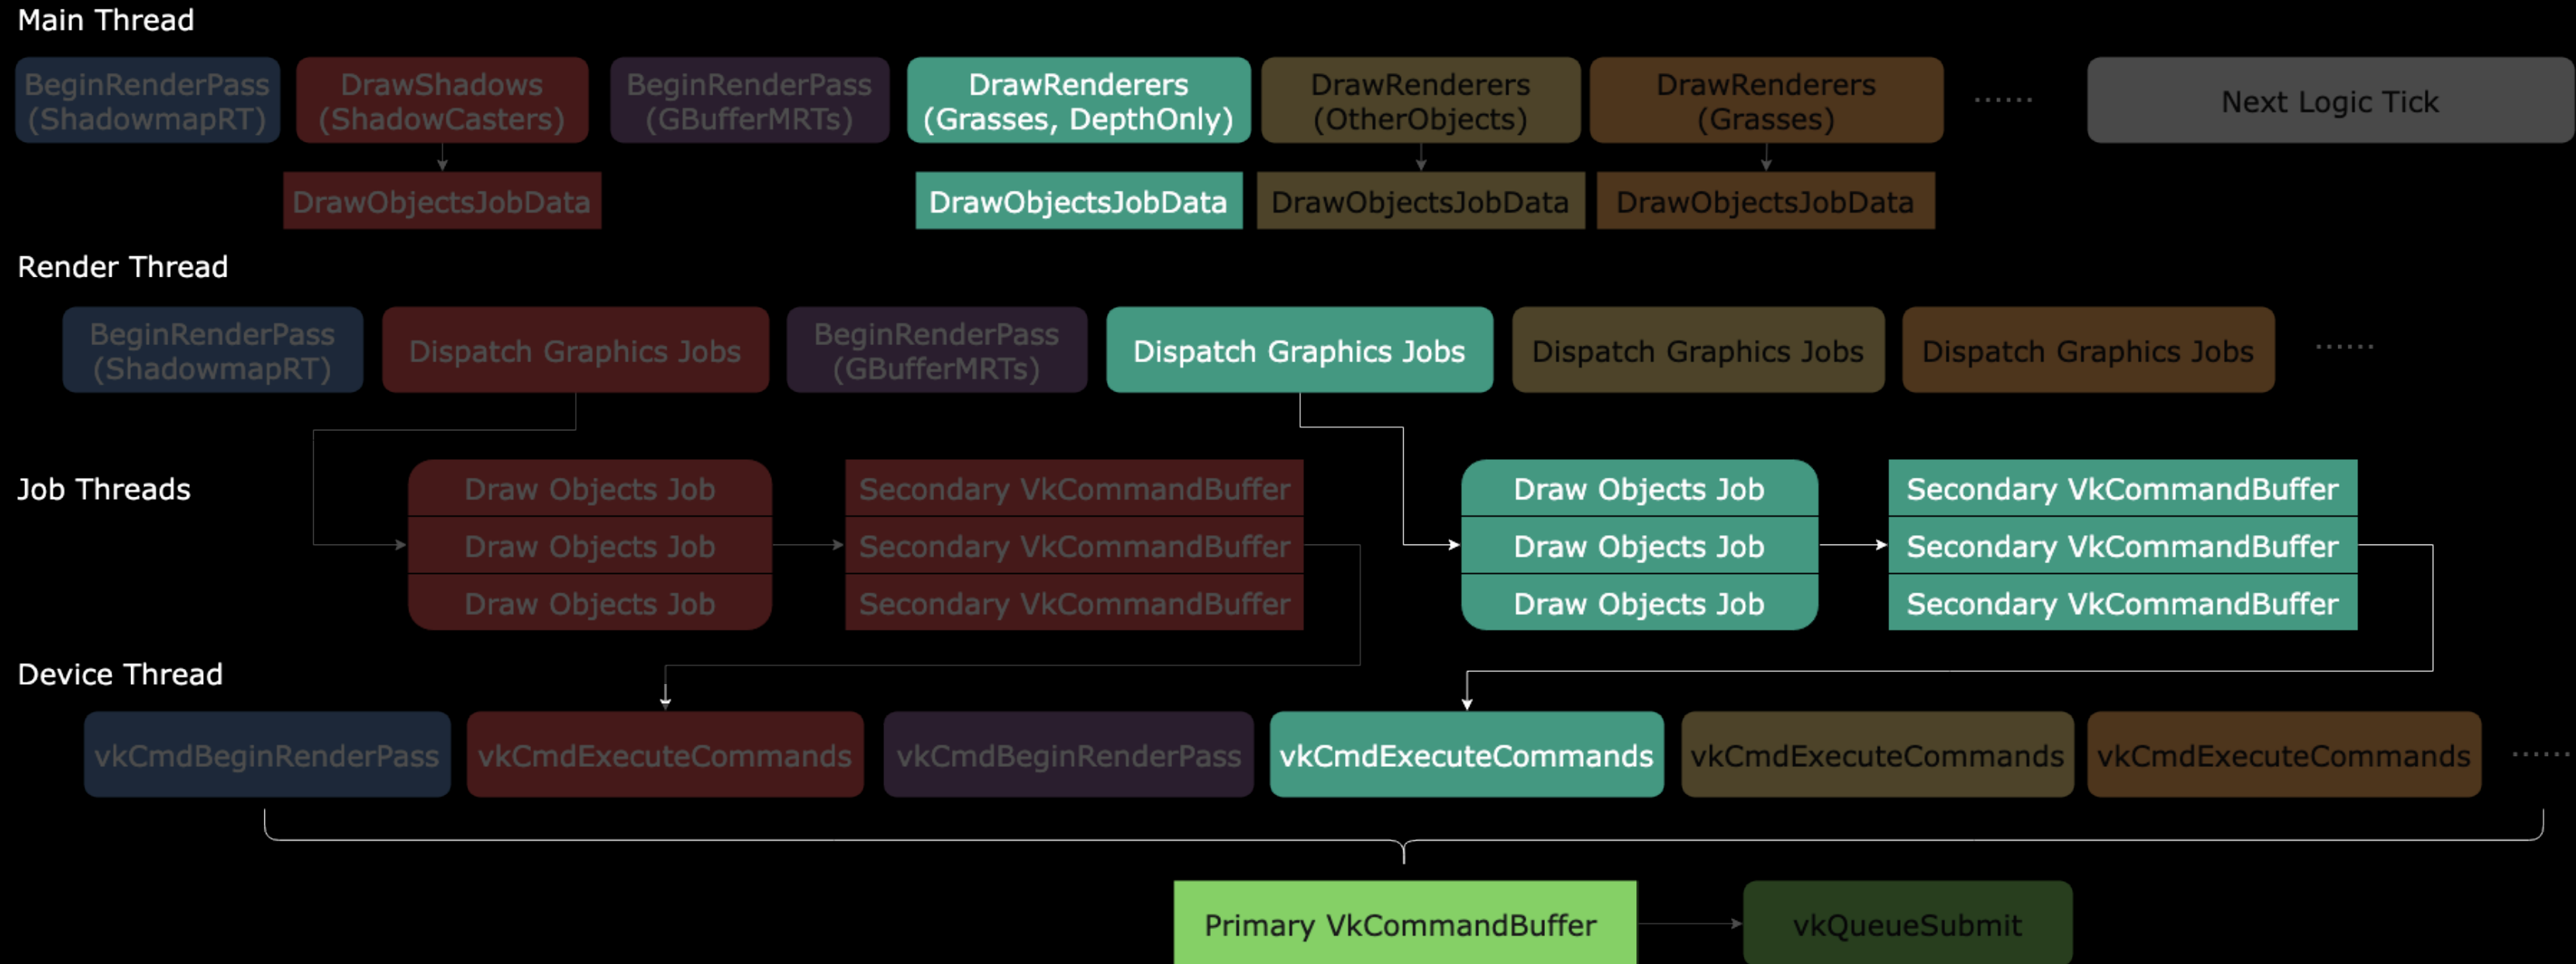 Main Thread
BeginRenderPass
(ShadowmapRT)
DrawShadows
(ShadowCasters)
BeginRenderPass
(GBufferMRTs)
DrawRenderers
(Grasses, DepthOnly)
DrawRenderers
(OtherObjects)
DrawRenderers
(Grasses)
......
Next Logic Tick
DrawObjectsJobData
DrawObjectsJobData
DrawObjectsJobData
DrawObjectsJobData
Render Thread
BeginRenderPass
(ShadowmapRT)
Dispatch Graphics Jobs
BeginRenderPass
(GBufferMRTs)
Dispatch Graphics Jobs
Dispatch Graphics Jobs
Dispatch Graphics Jobs
......
Job Threads
Draw Objects Job
Draw Objects Job
Draw Objects Job
Secondary VkCommandBuffer
Secondary VkCommandBuffer
Secondary VkCommandBuffer
Draw Objects Job
Draw Objects Job
Draw Objects Job
Secondary VkCommandBuffer
Secondary VkCommandBuffer
Secondary VkCommandBuffer
Device Thread
vkCmdBeginRenderPass
vkCmdExecuteCommands
vkCmdBeginRenderPass
vkCmdExecuteCommands
vkCmdExecuteCommands
vkCmdExecuteCommands
......
Primary VkCommandBuffer
vkQueueSubmit